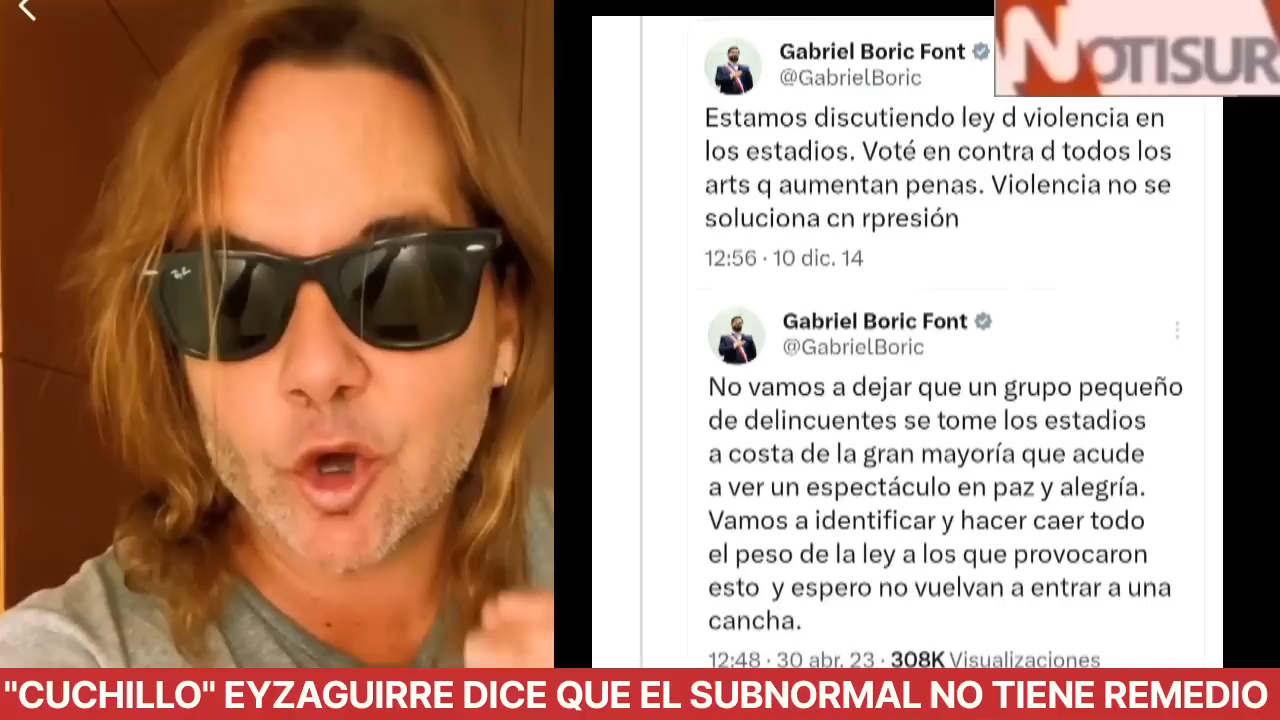 NOTISUR
Gabriel Boric Font
@GabrielBoric
Estamos discutiendo ley d violencia en
los estadios. Voté en contra d todos los
arts q aumentan penas. Violencia no se
soluciona cn rpresión
12:56 · 10 dic. 14
Gabriel Boric Font
@GabrielBoric
No vamos a dejar que un grupo pequeño
de delincuentes se tome los estadios
a costa de la gran mayoría que acude
a ver un espectáculo en paz y alegría.
Vamos a identificar y hacer caer todo
el peso de la ley a los que provocaron
esto y espero no vuelvan a entrar a una
cancha.
12:48 · 30 abr. 23 · 308K Visualizaciones
Ray-Ban
"CUCHILLO" EYZAGUIRRE DICE QUE EL SUBNORMAL NO TIENE REMEDIO